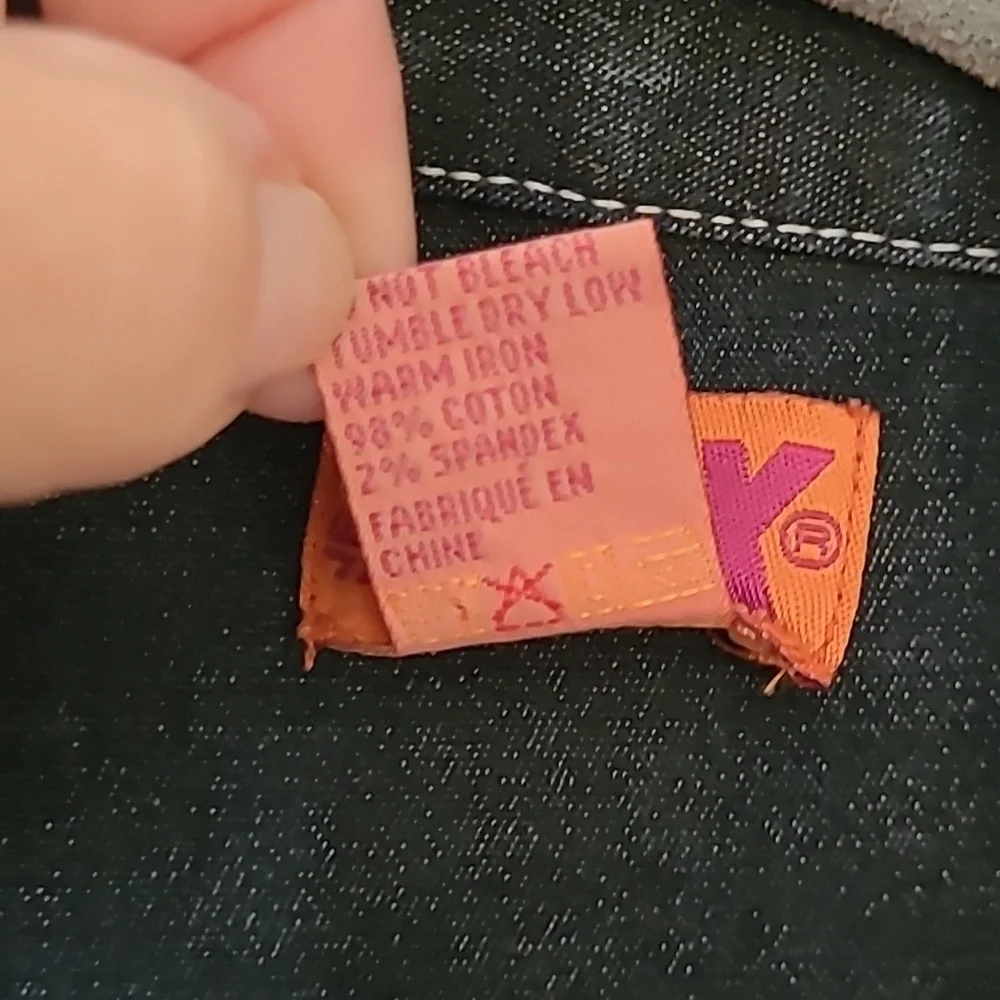 NOT BLEACH
TUMBLE DRY LOW
WARM IRON
98% COTON
2% SPANDEX
FABRIQUÉ EN
CHINE
Y®